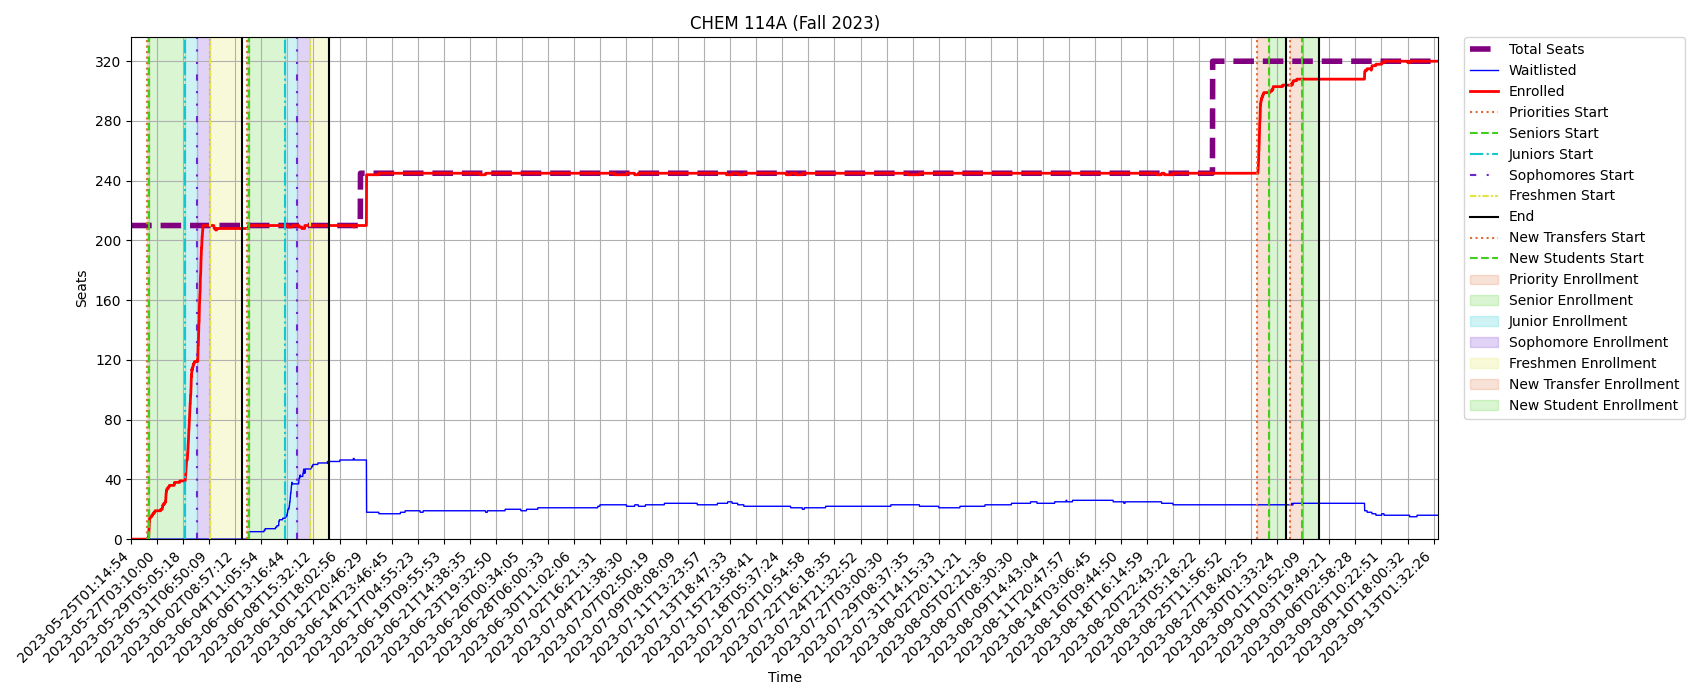 CHEM 114A (Fall 2023)
Seats
320
280
240
200
160
120
80
40
0
2023-05-25T01:14:54
2023-05-27T03:10:00
2023-05-29T05:05:18
2023-05-31T06:50:09
2023-06-02T08:57:12
2023-06-04T11:05:54
2023-06-06T13:16:44
2023-06-08T15:32:12
2023-06-10T18:02:56
2023-06-12T20:46:29
2023-06-14T23:46:45
2023-06-17T04:55:23
2023-06-19T09:55:53
2023-06-21T14:38:35
2023-06-23T19:32:50
2023-06-26T00:34:05
2023-06-28T06:00:33
2023-06-30T11:02:06
2023-07-02T16:21:31
2023-07-04T21:38:30
2023-07-07T02:50:19
2023-07-09T08:08:09
2023-07-11T13:23:57
2023-07-13T18:47:33
2023-07-15T23:58:41
2023-07-18T05:37:24
2023-07-20T10:54:58
2023-07-22T16:18:35
2023-07-24T21:32:52
2023-07-27T03:00:30
2023-07-29T08:37:35
2023-07-31T14:15:33
2023-08-02T20:11:21
2023-08-05T02:21:36
2023-08-07T08:30:30
2023-08-09T14:43:04
2023-08-11T20:47:57
2023-08-14T03:06:45
2023-08-16T09:44:50
2023-08-18T16:14:59
2023-08-20T22:43:22
2023-08-23T05:18:22
2023-08-25T11:56:52
2023-08-27T18:40:25
2023-08-30T01:33:24
2023-09-01T10:52:09
2023-09-03T19:49:21
2023-09-06T02:58:28
2023-09-08T10:22:51
2023-09-10T18:00:32
2023-09-13T01:32:26
Time
Total Seats
Waitlisted
Enrolled
Priorities Start
Seniors Start
Juniors Start
Sophomores Start
Freshmen Start
End
New Transfers Start
New Students Start
Priority Enrollment
Senior Enrollment
Junior Enrollment
Sophomore Enrollment
Freshmen Enrollment
New Transfer Enrollment
New Student Enrollment